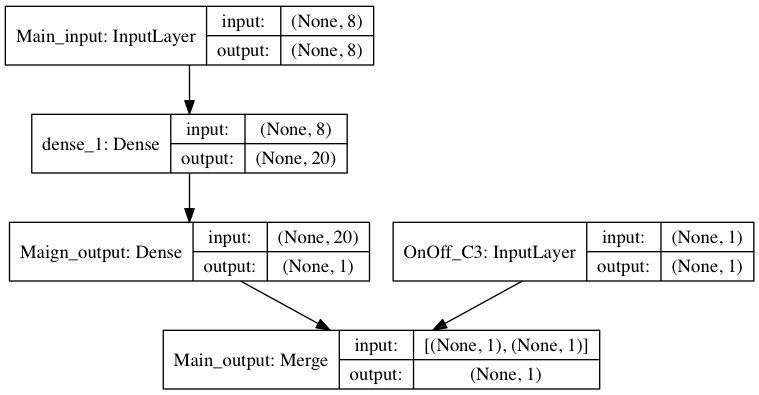 Main_input: InputLayer
input: (None, 8)
output: (None, 8)
dense_1: Dense
input: (None, 8)
output: (None, 20)
Maign_output: Dense
input: (None, 20)
output: (None, 1)
OnOff_C3: InputLayer
input: (None, 1)
output: (None, 1)
Main_output: Merge
input: [(None, 1), (None, 1)]
output: (None, 1)